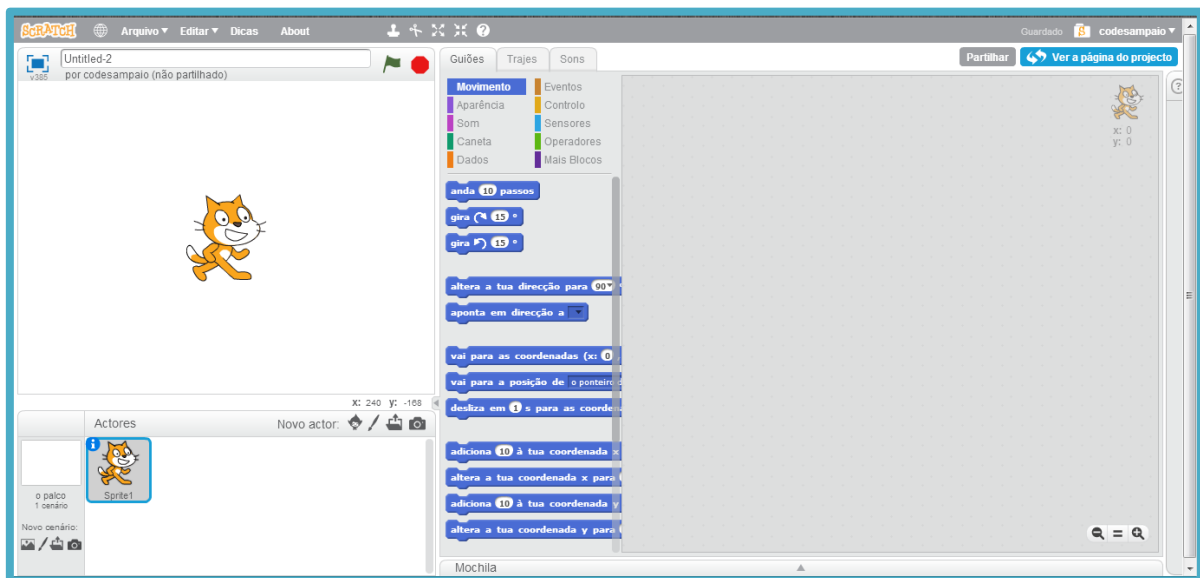 SCRATCH Arquivo Editar Dicas About Guardado codesampaio
Untitled-2
v385 por codesampaio (não partilhado)
Guiões Trajes Sons
Partilhar Ver a página do projecto
Movimento Eventos
Aparência Controlo
Som Sensores
Caneta Operadores
Dados Mais Blocos
x: 0
y: 0
anda 10 passos
gira 15 °
gira 15 °
altera a tua direcção para 90
aponta em direcção a
vai para as coordenadas (x: 0
vai para a posição de o ponteiro
desliza em 1 s para as coorden
adiciona 10 à tua coordenada x
altera a tua coordenada x para
adiciona 10 à tua coordenada y
altera a tua coordenada y para
x: 240 y: -168
Actores Novo actor:
Sprite1
o palco
1 cenário
Novo cenário:
Mochila